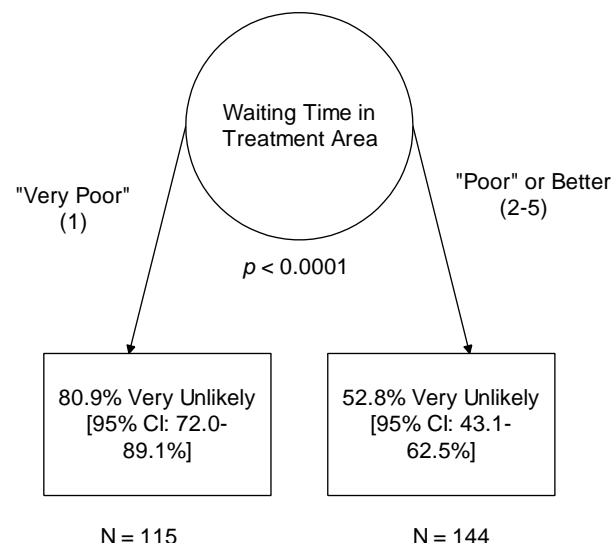 Waiting Time in
Treatment Area
"Very Poor"
(1)
"Poor" or Better
(2-5)
p < 0.0001
80.9% Very Unlikely
[95% CI: 72.0-
89.1%]
52.8% Very Unlikely
[95% CI: 43.1-
62.5%]
N = 115
N = 144